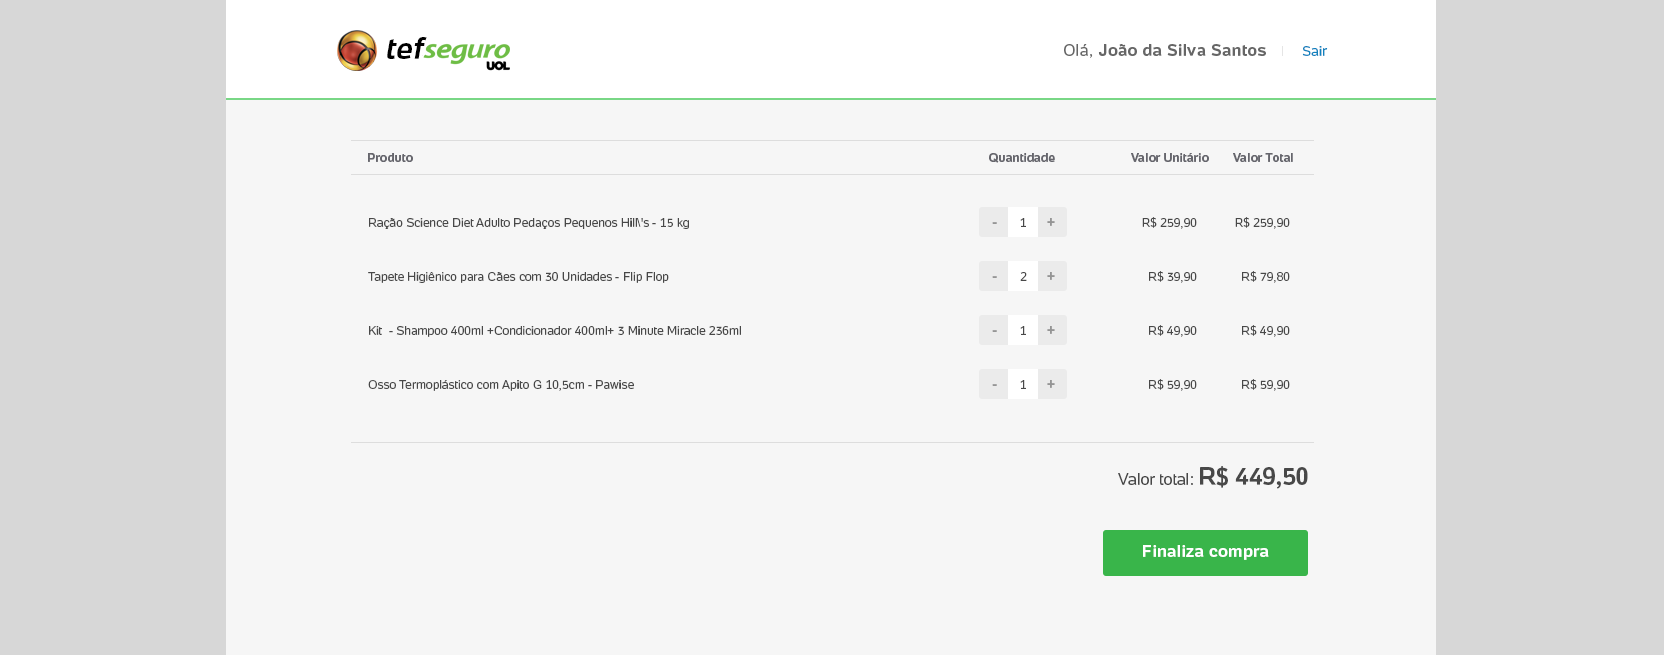 tefseguro
UOL
Olá, João da Silva Santos | Sair
Produto Quantidade Valor Unitário Valor Total
Ração Science Diet Adulto Pedaços Pequenos Hill\'s - 15 kg - 1 + R$ 259,90 R$ 259,90
Tapete Higiênico para Cães com 30 Unidades - Flip Flop - 2 + R$ 39,90 R$ 79,80
Kit  - Shampoo 400ml +Condicionador 400ml+ 3 Minute Miracle 236ml - 1 + R$ 49,90 R$ 49,90
Osso Termoplástico com Apito G 10,5cm - Pawise - 1 + R$ 59,90 R$ 59,90
Valor total: R$ 449,50
Finaliza compra